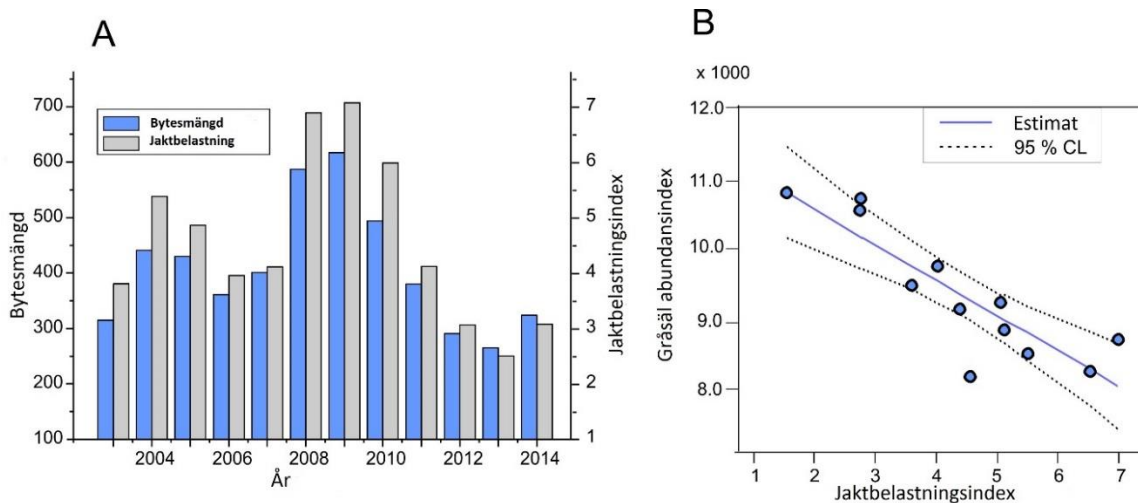 A
Bytesmängd
Jaktbelastning
700
600
500
400
300
200
100
Bytesmängd
7
6
5
4
3
2
1
Jaktbelastningsindex
2004 2006 2008 2010 2012 2014
År
B
x 1000
Estimat
95 % CL
12.0
11.0
10.0
9.0
8.0
Gråsäl abundansindex
1 2 3 4 5 6 7
Jaktbelastningsindex